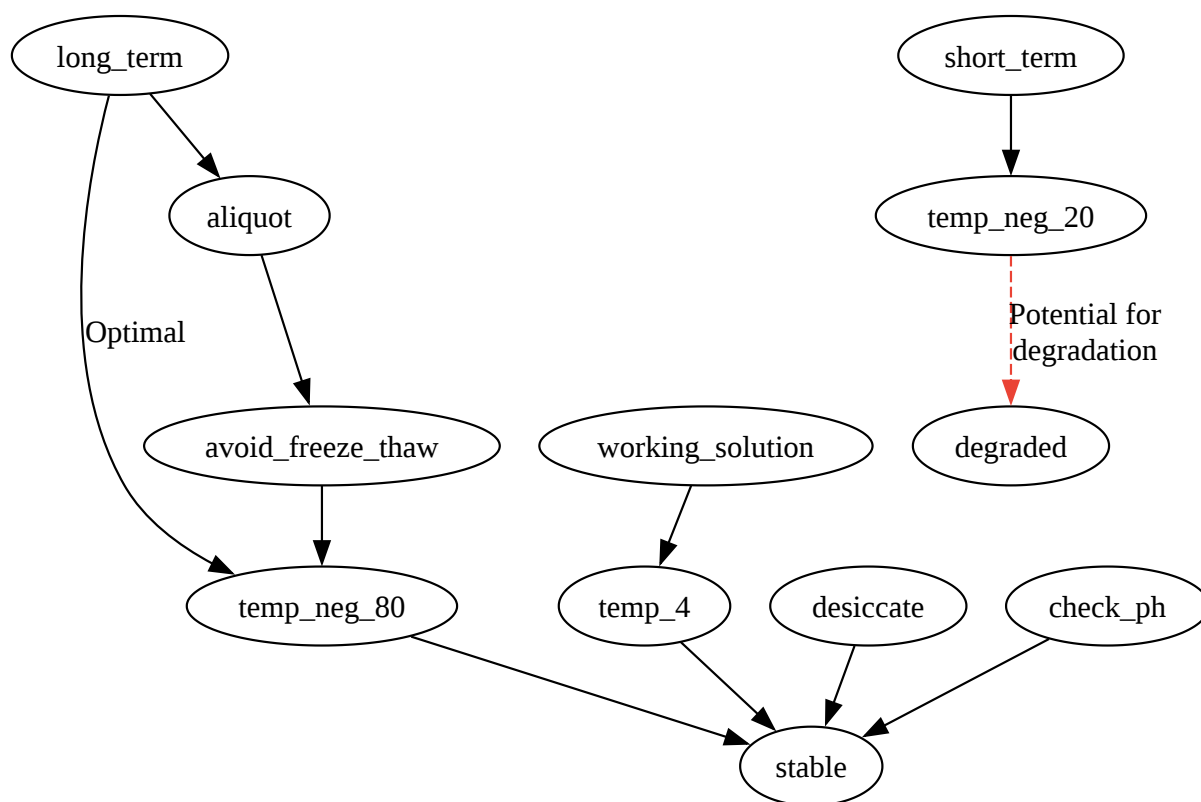 long_term
short_term
aliquot
temp_neg_20
Optimal
Potential for
degradation
avoid_freeze_thaw
working_solution
degraded
temp_neg_80
temp_4
desiccate
check_ph
stable